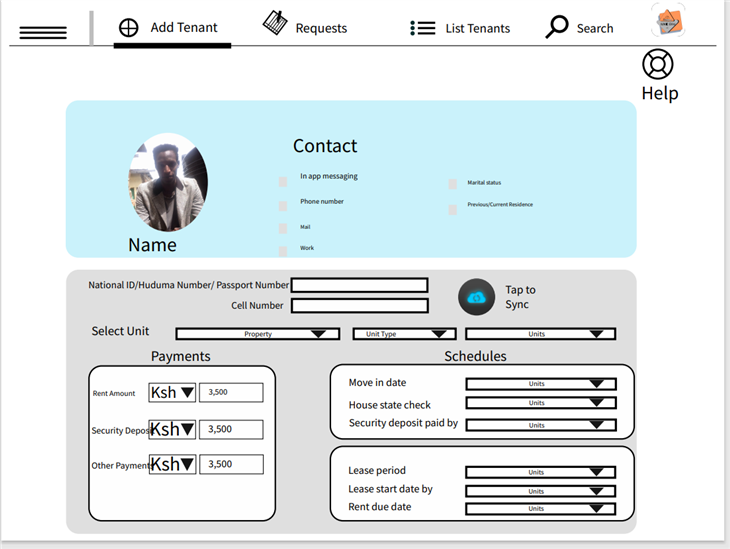 Add Tenant
Requests
List Tenants
Search
Help
Contact
In app messaging
Phone number
Mail
Work
Marital status
Previous/Current Residence
Name
National ID/Huduma Number/ Passport Number
Cell Number
Tap to
Sync
Select Unit
Property
Unit Type
Units
Payments
Rent Amount
Ksh
3,500
Security Deposi
Ksh
3,500
Other Payment
Ksh
3,500
Schedules
Move in date
Units
House state check
Units
Security deposit paid by
Units
Lease period
Units
Lease start date by
Units
Rent due date
Units